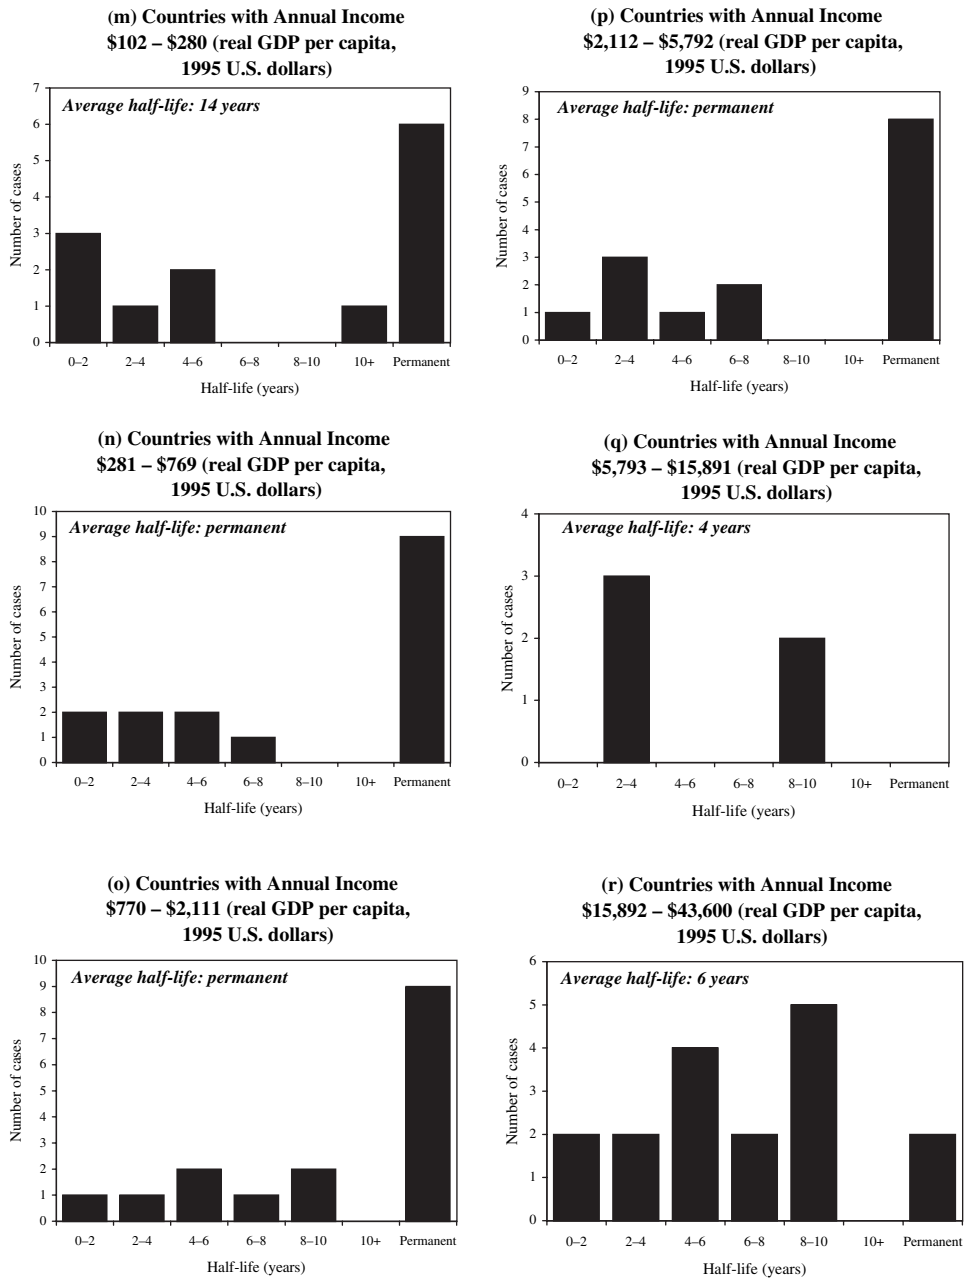 (m) Countries with Annual Income
$102 – $280 (real GDP per capita,
1995 U.S. dollars)
Average half-life: 14 years
7
6
5
4
3
2
1
0
Number of cases
0–2 2–4 4–6 6–8 8–10 10+ Permanent
Half-life (years)
(n) Countries with Annual Income
$281 – $769 (real GDP per capita,
1995 U.S. dollars)
Average half-life: permanent
10
9
8
7
6
5
4
3
2
1
0
Number of cases
0–2 2–4 4–6 6–8 8–10 10+ Permanent
Half-life (years)
(o) Countries with Annual Income
$770 – $2,111 (real GDP per capita,
1995 U.S. dollars)
Average half-life: permanent
10
9
8
7
6
5
4
3
2
1
0
Number of cases
0–2 2–4 4–6 6–8 8–10 10+ Permanent
Half-life (years)
(p) Countries with Annual Income
$2,112 – $5,792 (real GDP per capita,
1995 U.S. dollars)
Average half-life: permanent
9
8
7
6
5
4
3
2
1
0
Number of cases
0–2 2–4 4–6 6–8 8–10 10+ Permanent
Half-life (years)
(q) Countries with Annual Income
$5,793 – $15,891 (real GDP per capita,
1995 U.S. dollars)
Average half-life: 4 years
4
3
2
1
0
Number of cases
0–2 2–4 4–6 6–8 8–10 10+ Permanent
Half-life (years)
(r) Countries with Annual Income
$15,892 – $43,600 (real GDP per capita,
1995 U.S. dollars)
Average half-life: 6 years
6
5
4
3
2
1
0
Number of cases
0–2 2–4 4–6 6–8 8–10 10+ Permanent
Half-life (years)